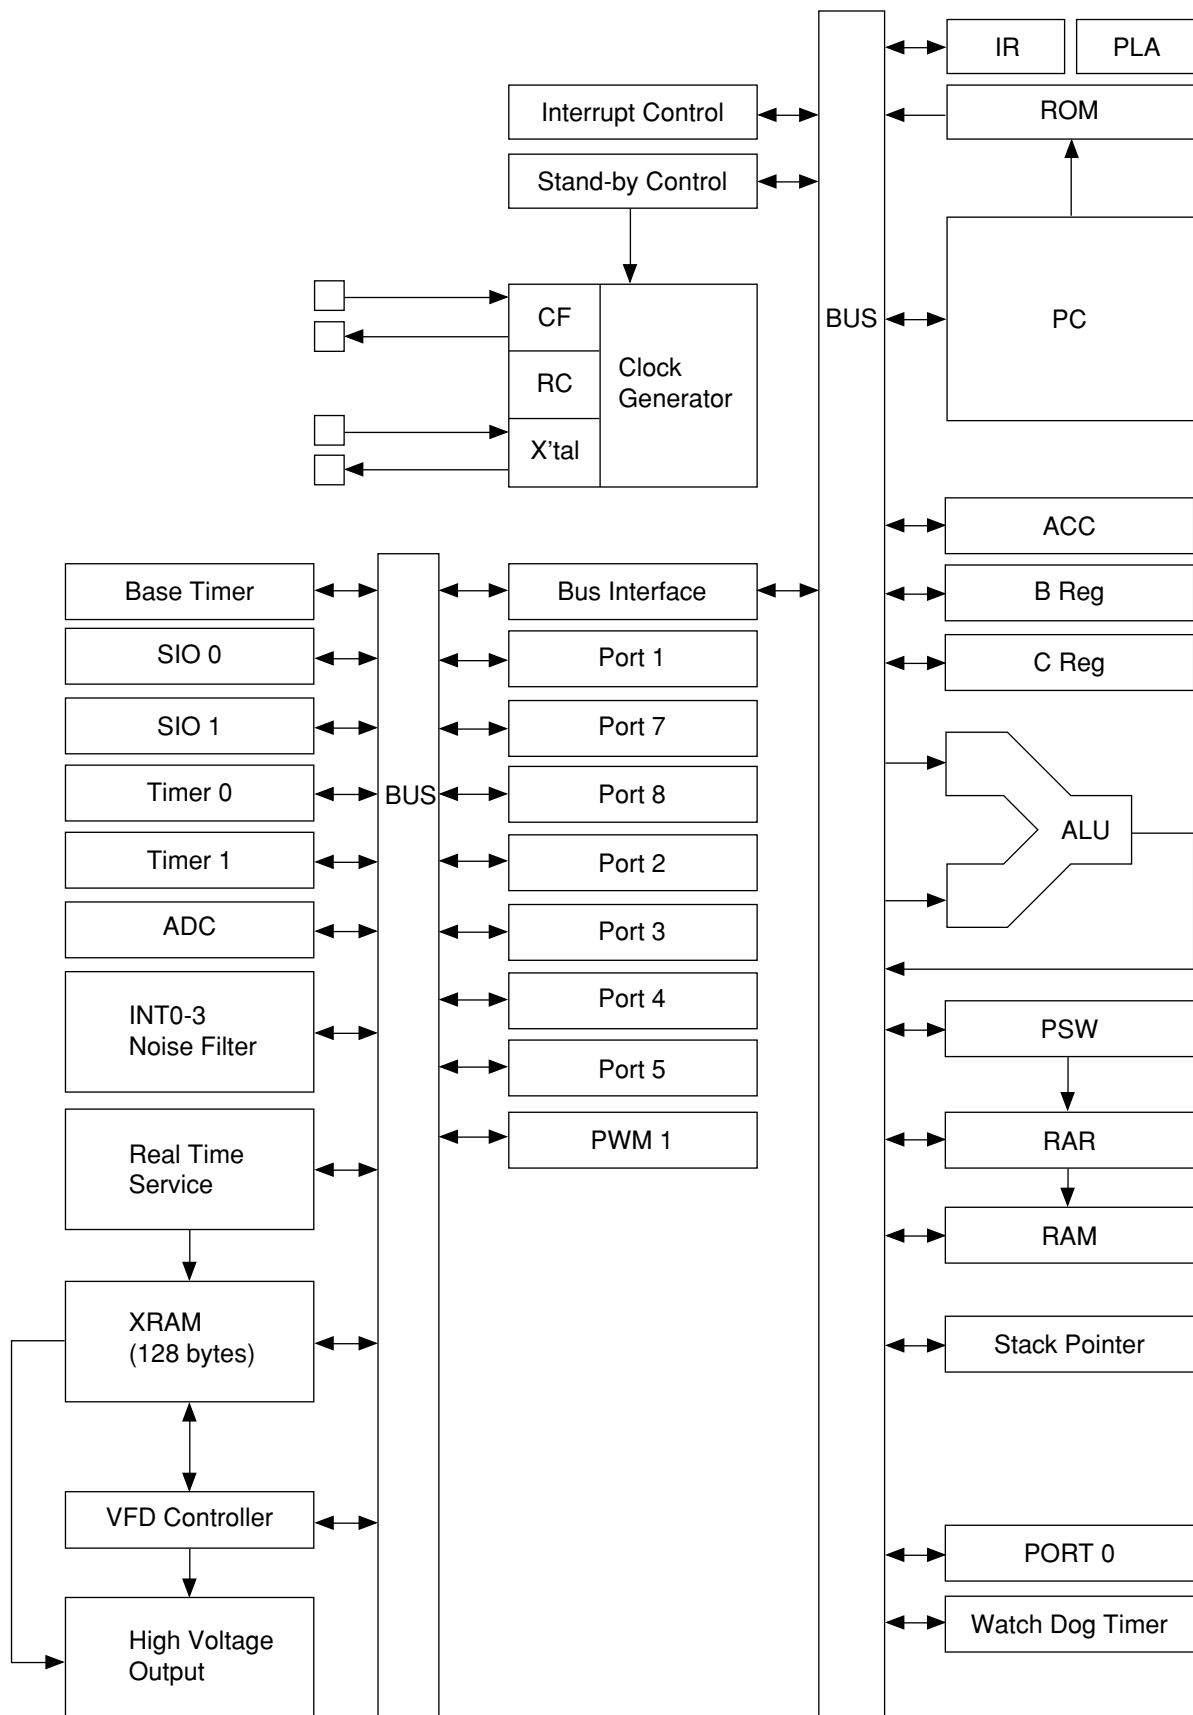 IR
PLA
Interrupt Control
ROM
Stand-by Control
CF
BUS
PC
RC
Clock
Generator
X'tal
ACC
Base Timer
Bus Interface
B Reg
SIO 0
Port 1
C Reg
SIO 1
Port 7
Timer 0
BUS
Port 8
ALU
Timer 1
Port 2
ADC
Port 3
INT0-3
Noise Filter
Port 4
PSW
Port 5
Real Time
Service
PWM 1
RAR
RAM
XRAM
(128 bytes)
Stack Pointer
VFD Controller
PORT 0
High Voltage
Output
Watch Dog Timer